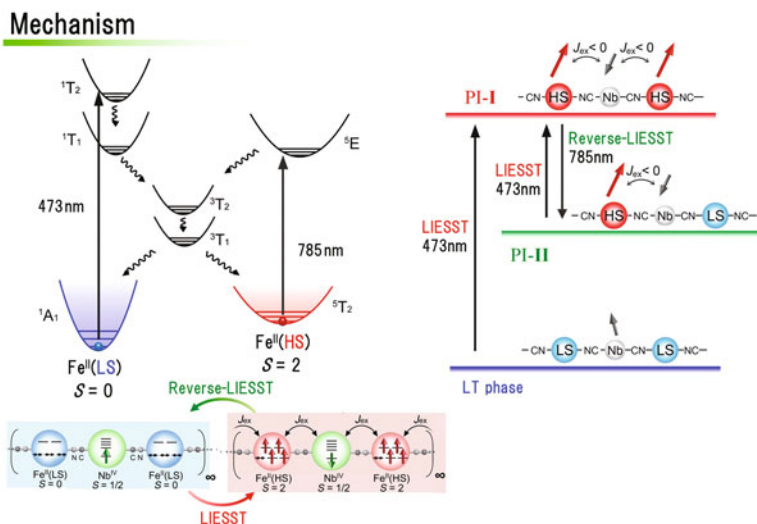 Mechanism
¹T₂
¹T₁
⁵E
³T₂
³T₁
473nm
785nm
¹A₁
⁵T₂
Feᴵᴵ(LS)
S = 0
Feᴵᴵ(HS)
S = 2
Jex< 0 Jex< 0
-CN-HS-NC-Nb-CN-HS-NC-
PI-I
LIESST
473nm
LIESST
473nm
Reverse-LIESST
785nm
Jex< 0
-CN-HS-NC-Nb-CN-LS-NC-
PI-II
-CN-LS-NC-Nb-CN-LS-NC-
LT phase
Reverse-LIESST
N C C N ∞
Feᴵᴵ(LS) Nbᴵⱽ Feᴵᴵ(LS)
S = 0 S = 1/2 S = 0
Jex Jex Jex Jex
∞
Feᴵᴵ(HS) Nbᴵⱽ Feᴵᴵ(HS)
S = 2 S = 1/2 S = 2
LIESST